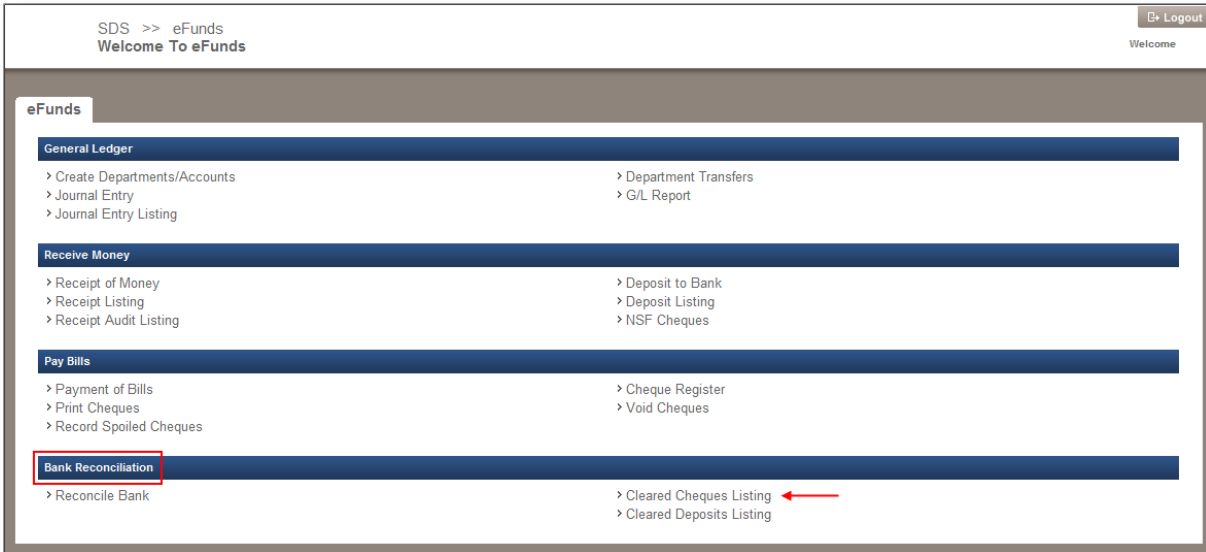 Logout
SDS >> eFunds
Welcome To eFunds
Welcome
eFunds
General Ledger
> Create Departments/Accounts
> Department Transfers
> Journal Entry
> G/L Report
> Journal Entry Listing
Receive Money
> Receipt of Money
> Deposit to Bank
> Receipt Listing
> Deposit Listing
> Receipt Audit Listing
> NSF Cheques
Pay Bills
> Payment of Bills
> Cheque Register
> Print Cheques
> Void Cheques
> Record Spoiled Cheques
Bank Reconciliation
> Reconcile Bank
> Cleared Cheques Listing
> Cleared Deposits Listing